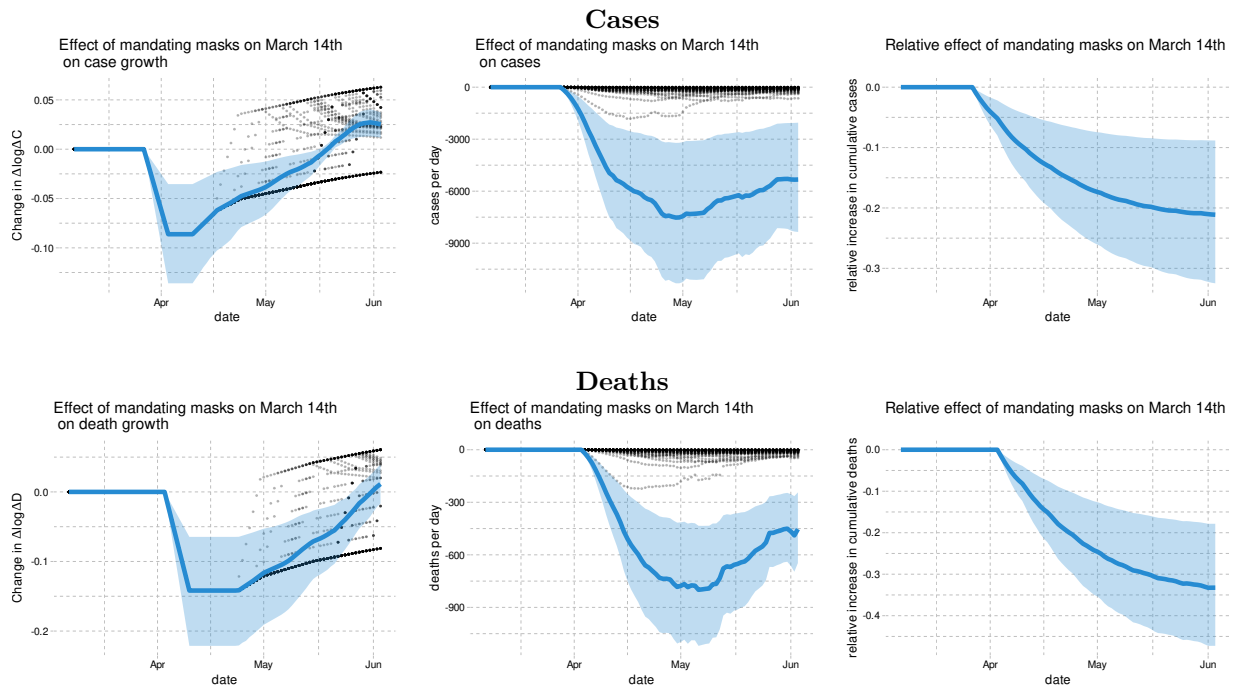 Cases
Effect of mandating masks on March 14th
on case growth
Change in ΔlogΔC
0.05
0.00
-0.05
-0.10
Apr
May
Jun
date
Effect of mandating masks on March 14th
on cases
cases per day
0
-3000
-6000
-9000
Apr
May
Jun
date
Relative effect of mandating masks on March 14th
relative increase in cumulative cases
0.0
-0.1
-0.2
-0.3
Apr
May
Jun
date
Deaths
Effect of mandating masks on March 14th
on death growth
Change in ΔlogΔD
0.0
-0.1
-0.2
Apr
May
Jun
date
Effect of mandating masks on March 14th
on deaths
deaths per day
0
-300
-600
-900
Apr
May
Jun
date
Relative effect of mandating masks on March 14th
relative increase in cumulative deaths
0.0
-0.1
-0.2
-0.3
-0.4
Apr
May
Jun
date